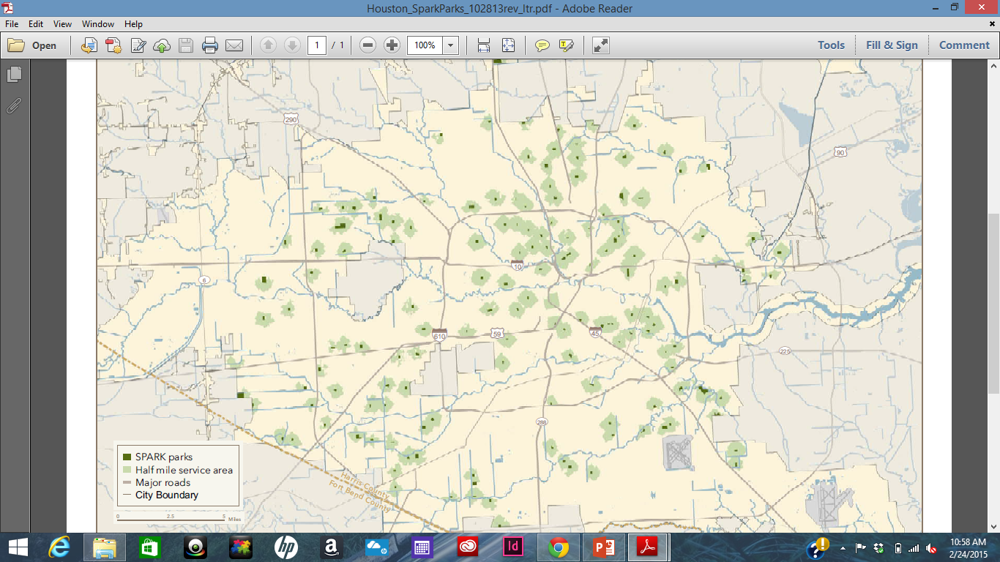 Houston_SparkParks_102813rev_ltr.pdf - Adobe Reader
File Edit View Window Help
Open 1 / 1 100% Tools Fill & Sign Comment
290
90
10
6
610
59
45
225
288
Harris County
Fort Bend County
SPARK parks
Half mile service area
Major roads
City Boundary
0 2.5 5 Miles
hp
a
Id
10:58 AM
2/24/2015